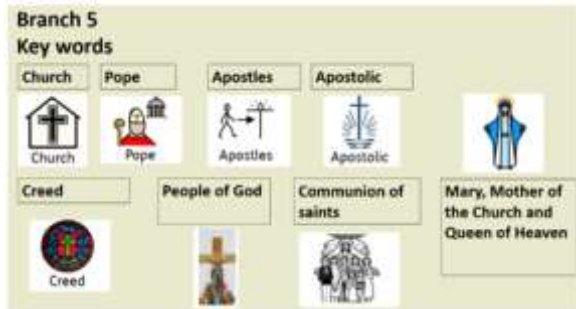 Branch 5
Key words
Church
Pope
Apostles
Apostolic
Church
Pope
Apostles
Apostolic
Creed
People of God
Communion of
saints
Mary, Mother of
the Church and
Queen of Heaven
Creed